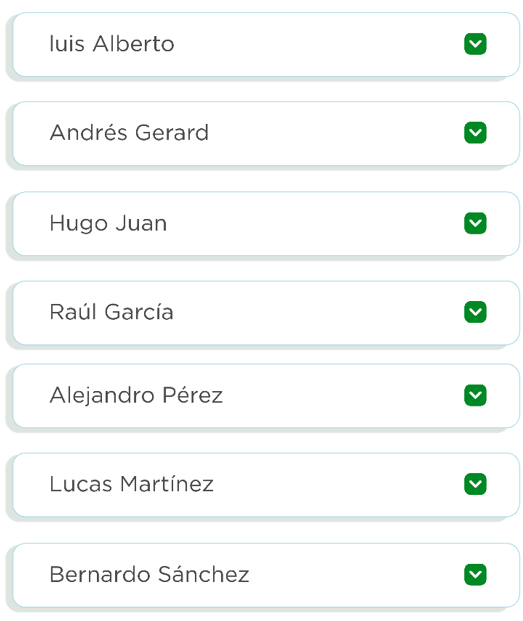 luis Alberto
Andrés Gerard
Hugo Juan
Raúl García
Alejandro Pérez
Lucas Martínez
Bernardo Sánchez